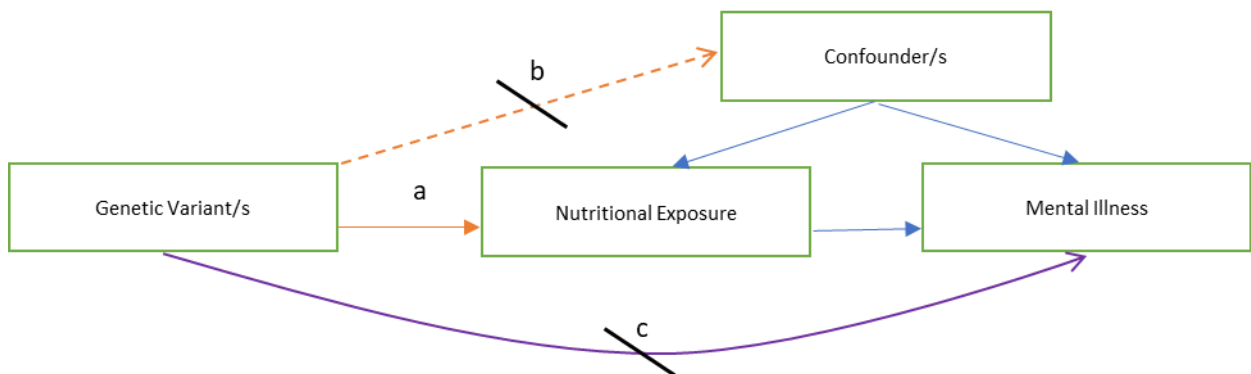 Confounder/s
b
a
Genetic Variant/s
Nutritional Exposure
Mental Illness
c